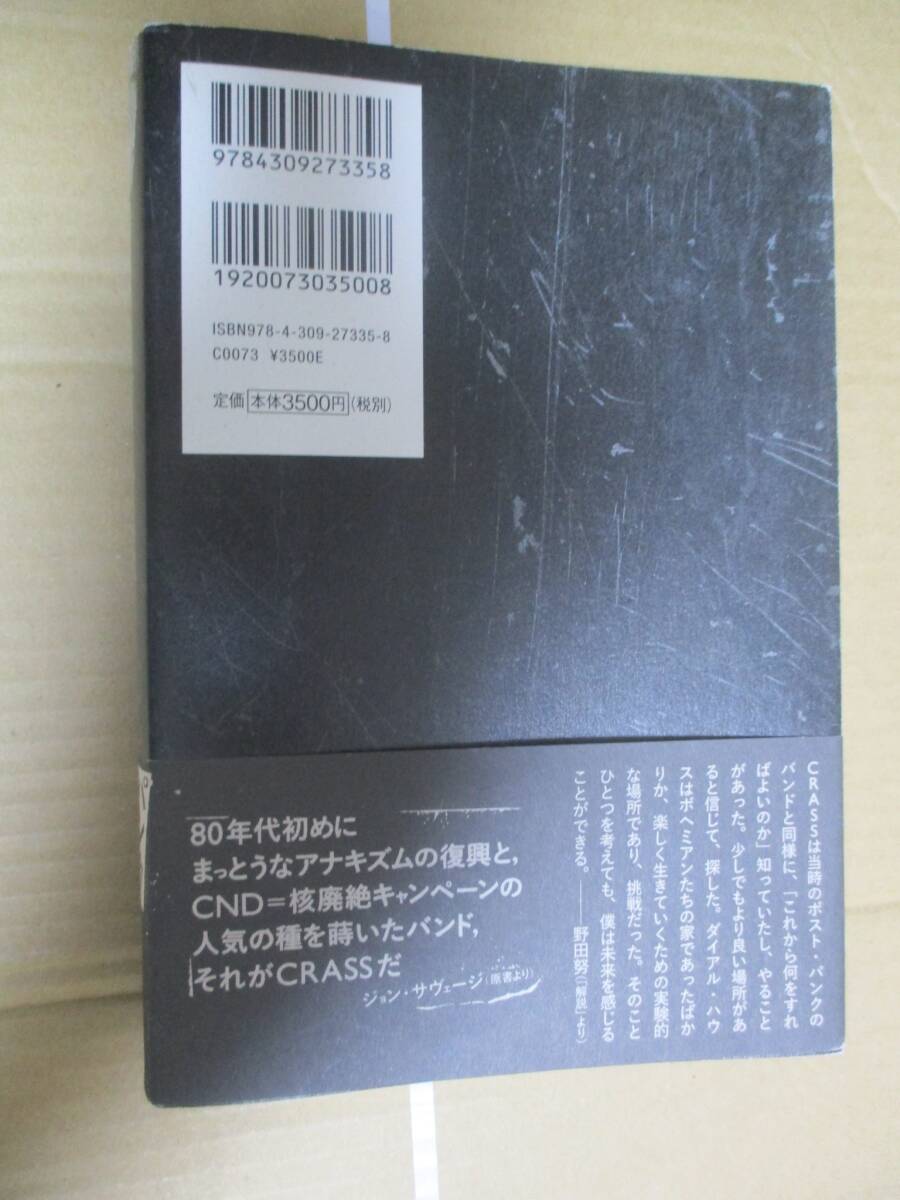 9784309273358
1920073035008
ISBN978-4-309-27335-8
C0073 ¥3500E
定価 本体3500円(税別)
CRASSは当時のポスト・パンクの
バンドと同様に、「これから何をすれ
ばよいのか」知っていたし、やること
があった。少しでもより良い場所があ
ると信じて、探した。ダイアル・ハウ
スはボヘミアンたちの家であったばか
りか、楽しく生きていくための実験的
な場所であり、挑戦だった。そのこと
ひとつを考えても、僕は未来を感じる
ことができる。——野田努(「解説」より)
80年代初めに
まっとうなアナキズムの復興と,
CND=核廃絶キャンペーンの
人気の種を蒔いたバンド,
それがCRASSだ
ジョン・サヴェージ(原書より)